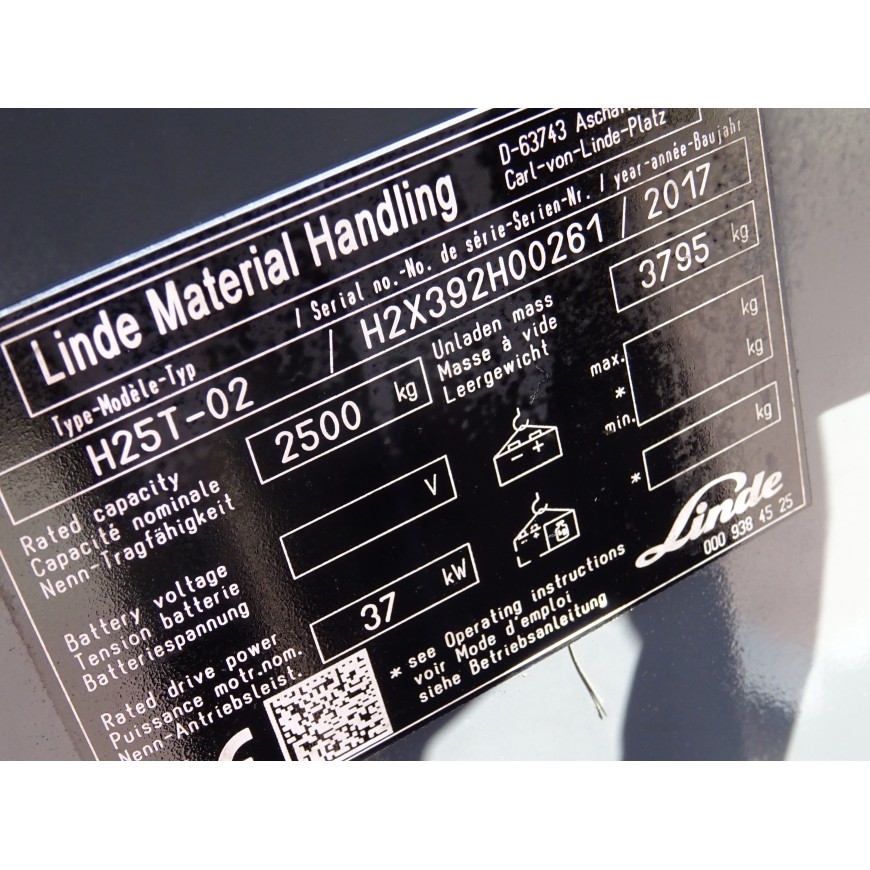 Linde Material Handling
D-63743
Carl-von-Linde-Platz
Type-Modèle-Typ / Serial no.-No. de série-Serien-Nr. / year-année-Baujahr
H25T-02 / H2X392H00261 / 2017
Rated capacity
Capacité nominale
Nenn-Tragfähigkeit
2500 kg
Unladen mass
Masse à vide
Leergewicht
3795 kg
Battery voltage
Tension batterie
Batteriespannung
V
max. kg
*
min. kg
* kg
Rated drive power
Puissance motr.nom.
Nenn-Antriebsleist.
37 kW
* see Operating instructions
voir Mode d'emploi
siehe Betriebsanleitung
Linde
000 938 45 25